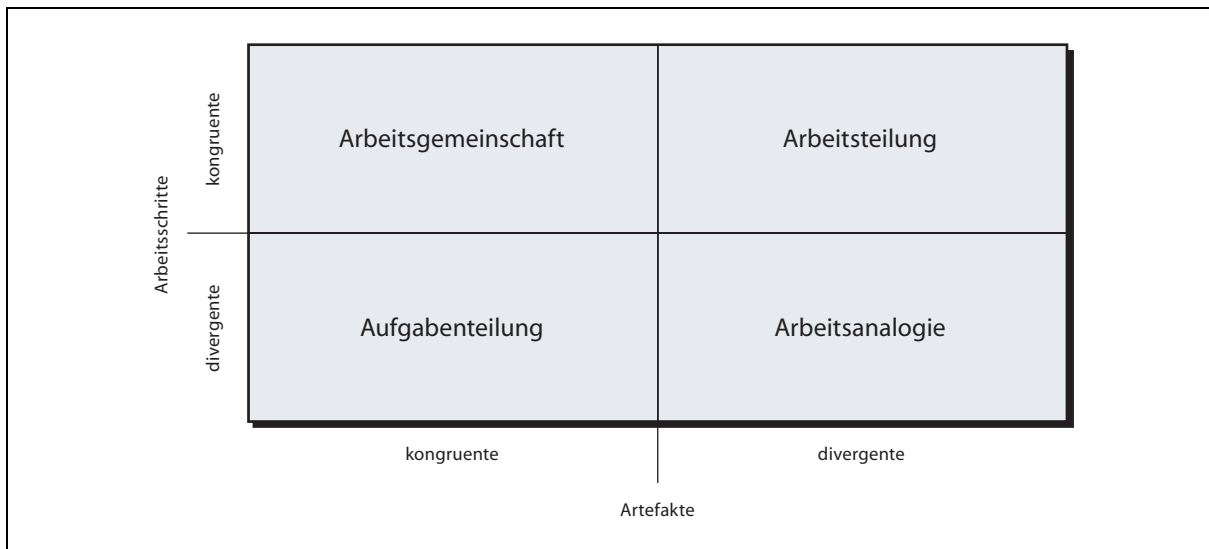 Arbeitsschritte
kongruente
Arbeitsgemeinschaft
Arbeitsteilung
divergente
Aufgabenteilung
Arbeitsanalogie
kongruente
divergente
Artefakte